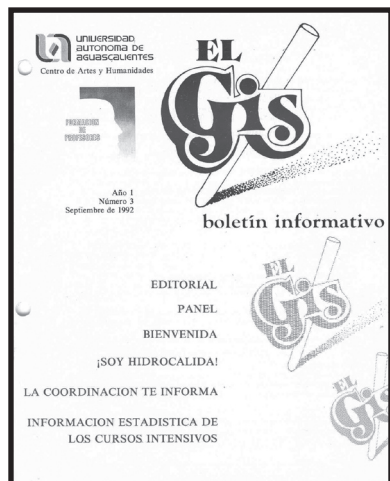 UNIVERSIDAD
AUTONOMA DE
AGUASCALIENTES
Centro de Artes y Humanidades
FORMACION
DE
PROFESORES
Año 1
Número 3
Septiembre de 1992
EL
Gis
boletín informativo
EDITORIAL
PANEL
BIENVENIDA
¡SOY HIDROCALIDA!
LA COORDINACION TE INFORMA
INFORMACION ESTADISTICA DE
LOS CURSOS INTENSIVOS
EL
Gis
EL
Gis